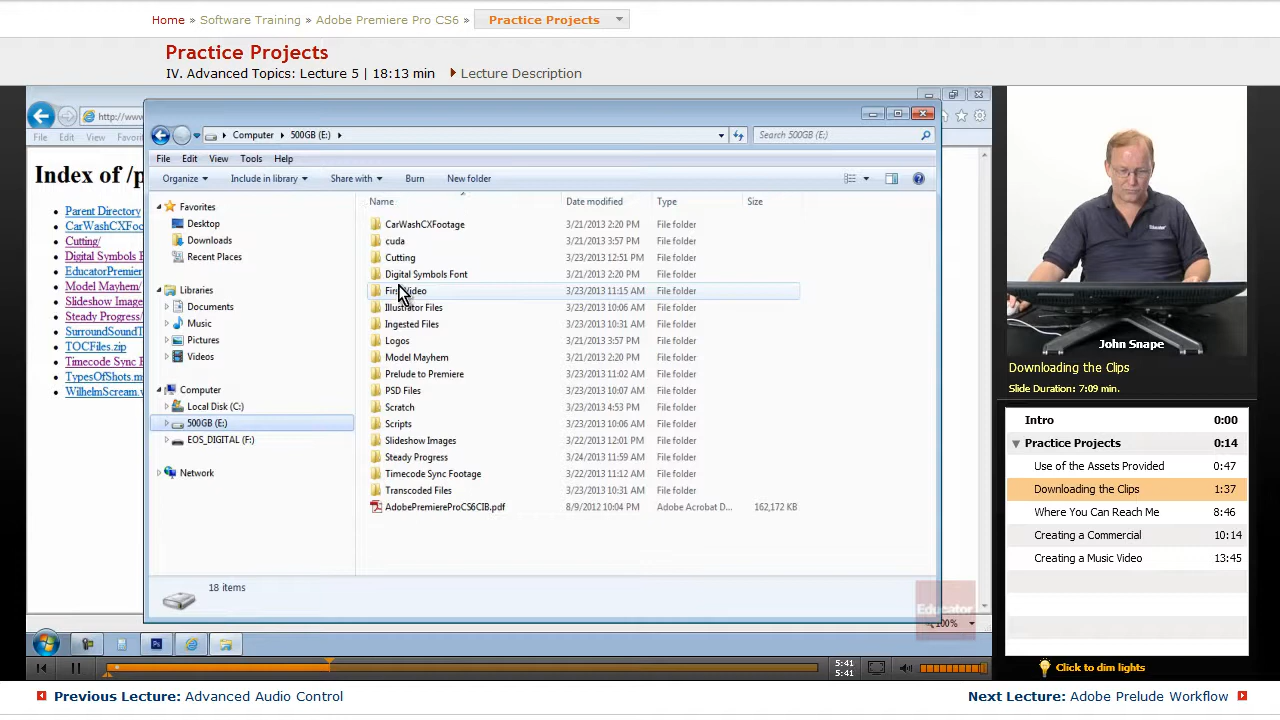 Home » Software Training » Adobe Premiere Pro CS6 » Practice Projects
Practice Projects
IV. Advanced Topics: Lecture 5 | 18:13 min Lecture Description
http://www
File Edit View Favori
Index of /p
Parent Directory
CarWashCXFoo
Cutting/
Digital Symbols F
EducatorPremier
Model Mayhem/
Slideshow Image
Steady Progress/
SurroundSoundT
TOCFiles.zip
Timecode Sync F
TypesOfShots.m
WilhelmScream.v
Computer 500GB (E:)
Search 500GB (E:)
File Edit View Tools Help
Organize Include in library Share with Burn New folder
Favorites
Desktop
Downloads
Recent Places
Libraries
Documents
Music
Pictures
Videos
Computer
Local Disk (C:)
500GB (E:)
EOS_DIGITAL (F:)
Network
Name Date modified Type Size
CarWashCXFootage 3/21/2013 2:20 PM File folder
cuda 3/21/2013 3:57 PM File folder
Cutting 3/23/2013 12:51 PM File folder
Digital Symbols Font 3/21/2013 2:20 PM File folder
3/23/2013 11:15 AM File folder
Illustrator Files 3/23/2013 10:06 AM File folder
Ingested Files 3/23/2013 10:31 AM File folder
Logos 3/21/2013 3:57 PM File folder
Model Mayhem 3/21/2013 2:20 PM File folder
Prelude to Premiere 3/23/2013 11:02 AM File folder
PSD Files 3/23/2013 10:07 AM File folder
Scratch 3/23/2013 4:53 PM File folder
Scripts 3/23/2013 10:06 AM File folder
Slideshow Images 3/22/2013 12:01 PM File folder
Steady Progress 3/24/2013 11:59 AM File folder
Timecode Sync Footage 3/22/2013 11:12 AM File folder
Transcoded Files 3/23/2013 10:31 AM File folder
AdobePremiereProCS6CIB.pdf 8/9/2012 10:04 PM Adobe Acrobat D... 162,172 KB
18 items
Educator
100%
5:41
5:41
John Snape
Downloading the Clips
Slide Duration: 7:09 min.
Intro 0:00
Practice Projects 0:14
Use of the Assets Provided 0:47
Downloading the Clips 1:37
Where You Can Reach Me 8:46
Creating a Commercial 10:14
Creating a Music Video 13:45
Click to dim lights
Previous Lecture: Advanced Audio Control
Next Lecture: Adobe Prelude Workflow